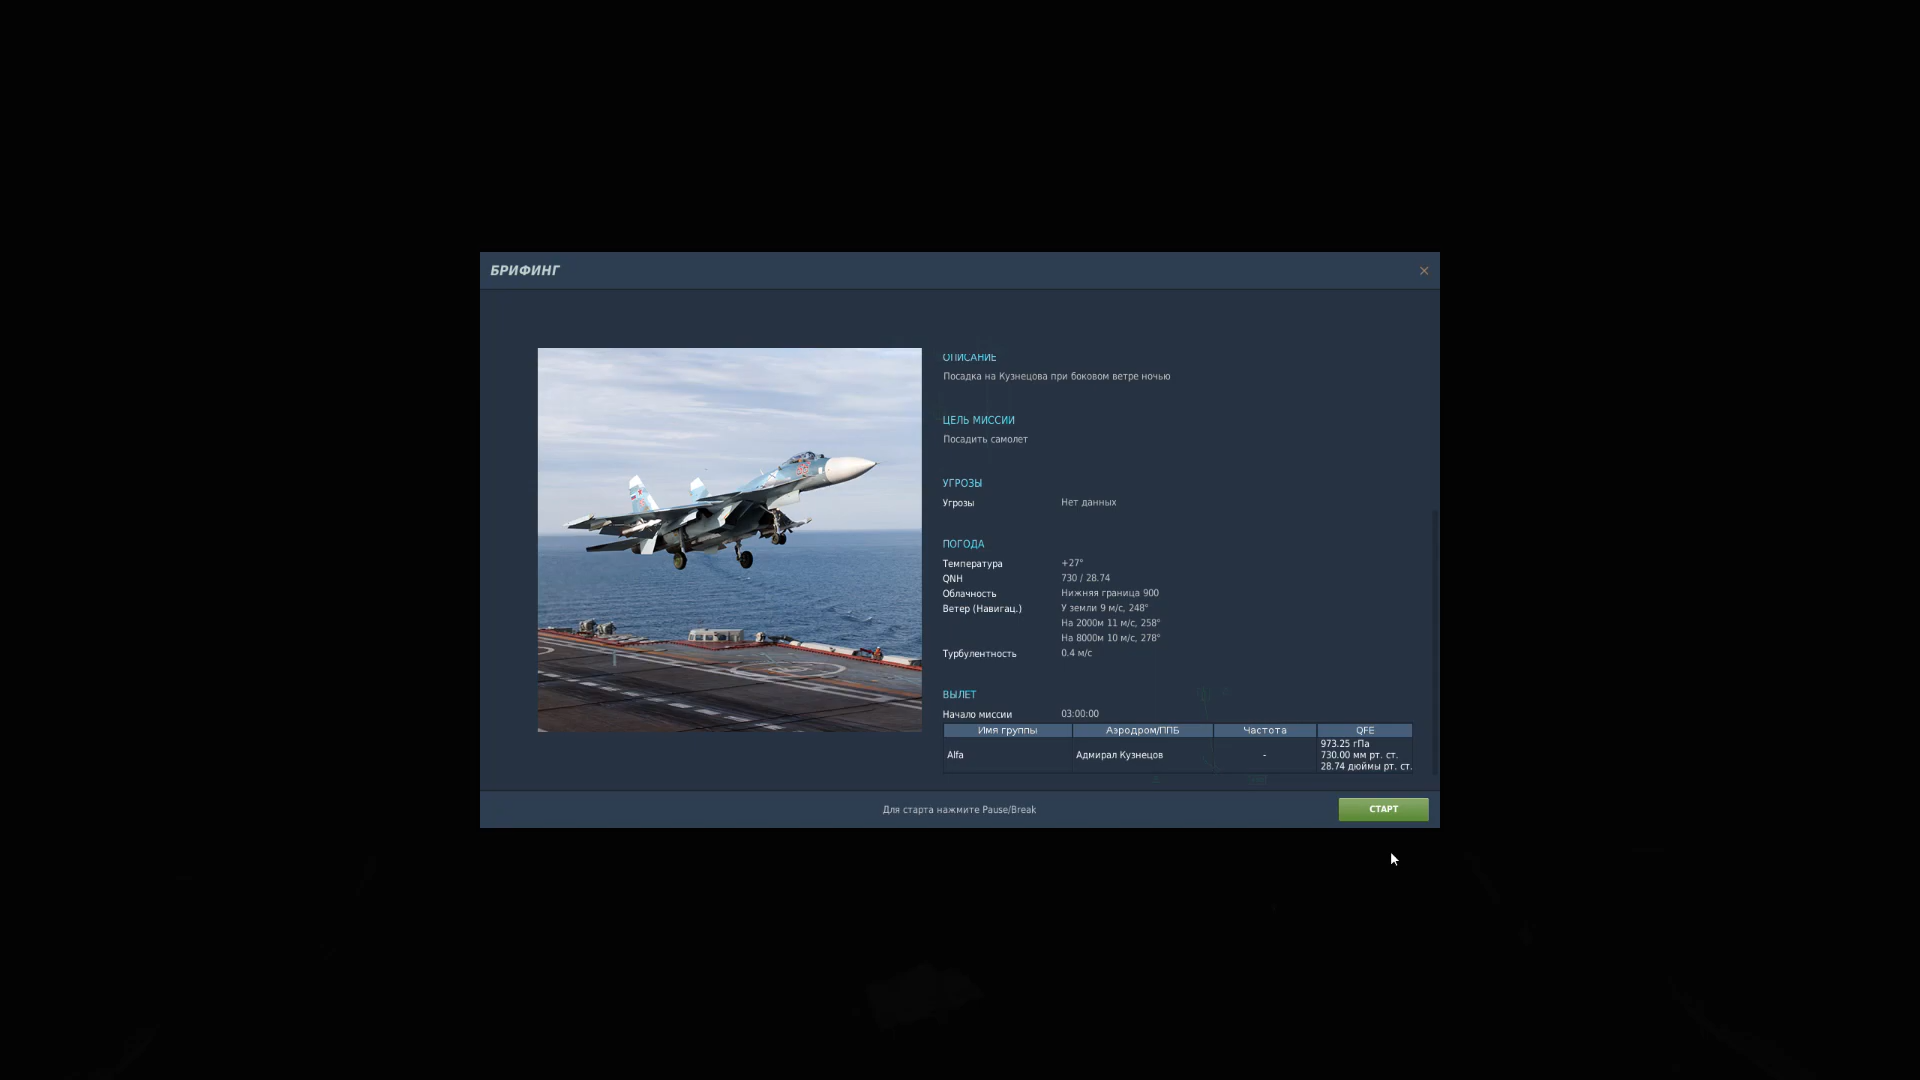 БРИФИНГ
ОПИСАНИЕ
Посадка на Кузнецова при боковом ветре ночью
ЦЕЛЬ МИССИИ
Посадить самолет
УГРОЗЫ
Угрозы Нет данных
ПОГОДА
Температура +27°
QNH 730 / 28.74
Облачность Нижняя граница 900
Ветер (Навигац.) У земли 9 м/с, 248°
На 2000м 11 м/с, 258°
На 8000м 10 м/с, 278°
Турбулентность 0.4 м/с
ВЫЛЕТ
Начало миссии 03:00:00
Имя группы Аэродром/ППБ Частота QFE
Alfa Адмирал Кузнецов - 973.25 гПа
730.00 мм рт. ст.
28.74 дюймы рт. ст.
Для старта нажмите Pause/Break
СТАРТ